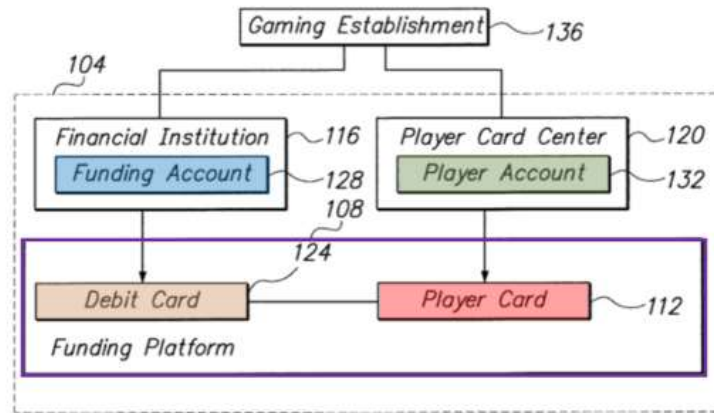 Gaming Establishment
136
104
Financial Institution
116
Player Card Center
120
Funding Account
128
Player Account
132
108
124
Debit Card
Player Card
112
Funding Platform